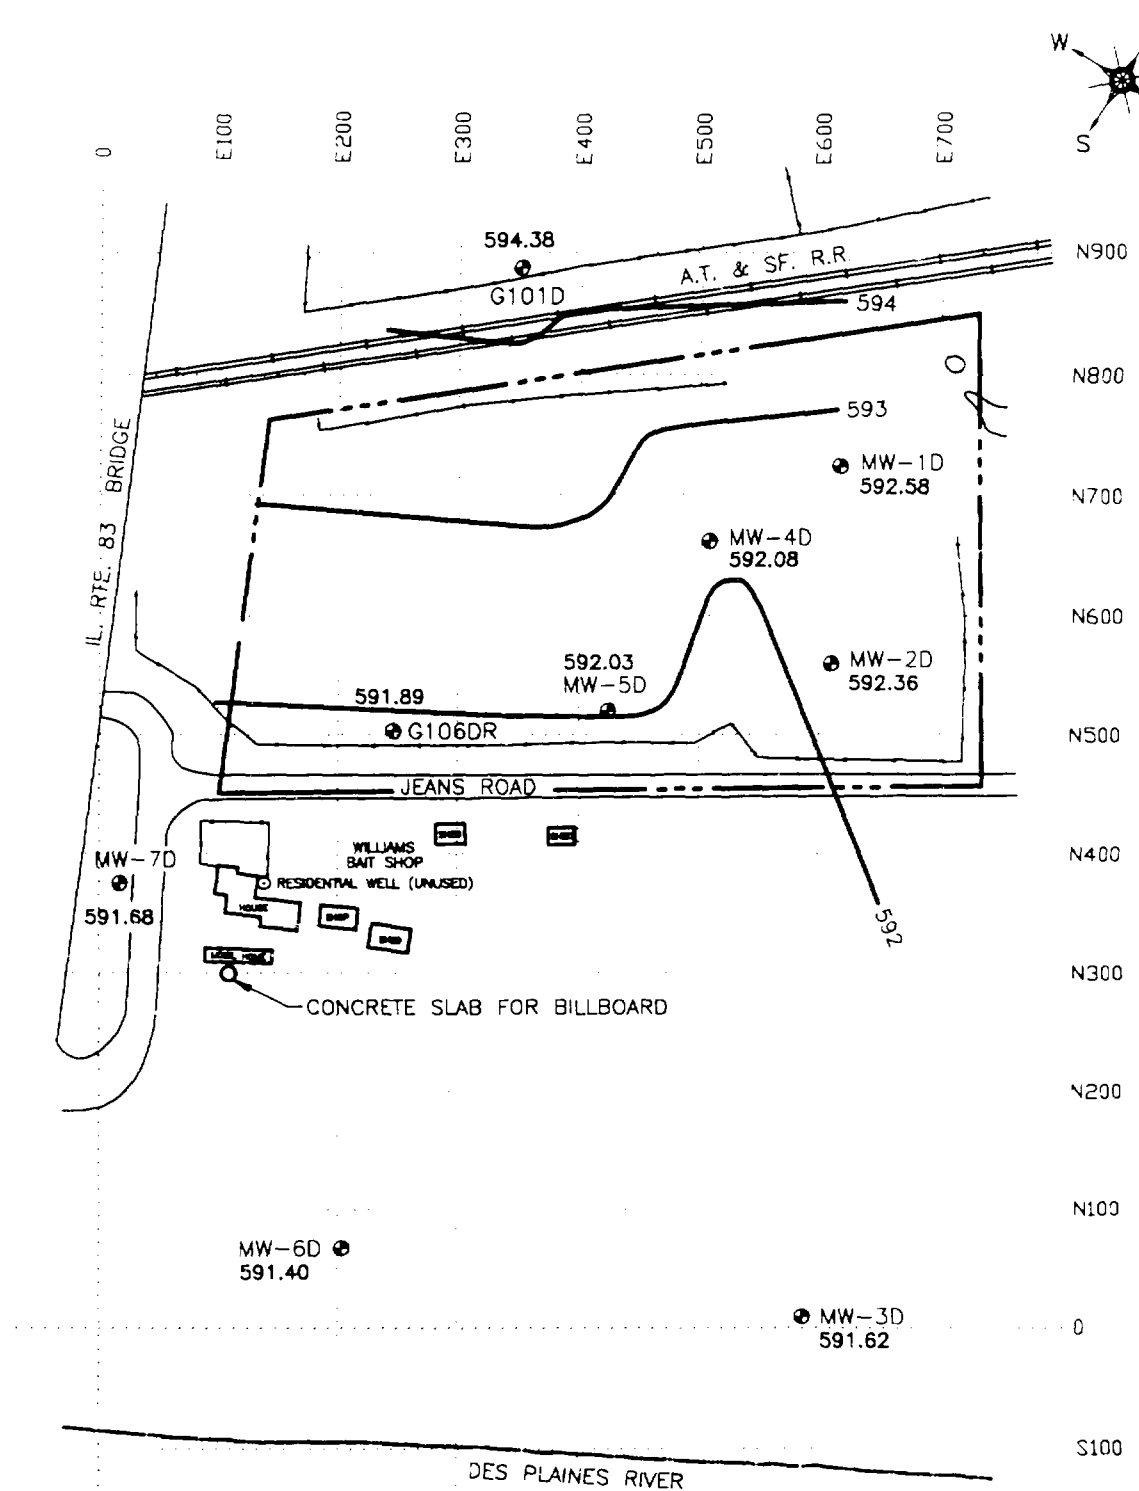 W
S
0
E100
E200
E300
E400
E500
E600
E700
594.38
G101D
A.T. & SF. R.R
N900
594
N800
593
MW-1D
592.58
N700
IL. RTE. 83 BRIDGE
MW-4D
592.08
N600
592.03
MW-5D
MW-2D
592.36
591.89
G106DR
N500
JEANS ROAD
WILLIAMS
BAIT SHOP
N400
MW-7D
591.68
RESIDENTIAL WELL (UNUSED)
HOUSE
592
N300
CONCRETE SLAB FOR BILLBOARD
N200
N100
MW-6D
591.40
MW-3D
591.62
0
S100
DES PLAINES RIVER